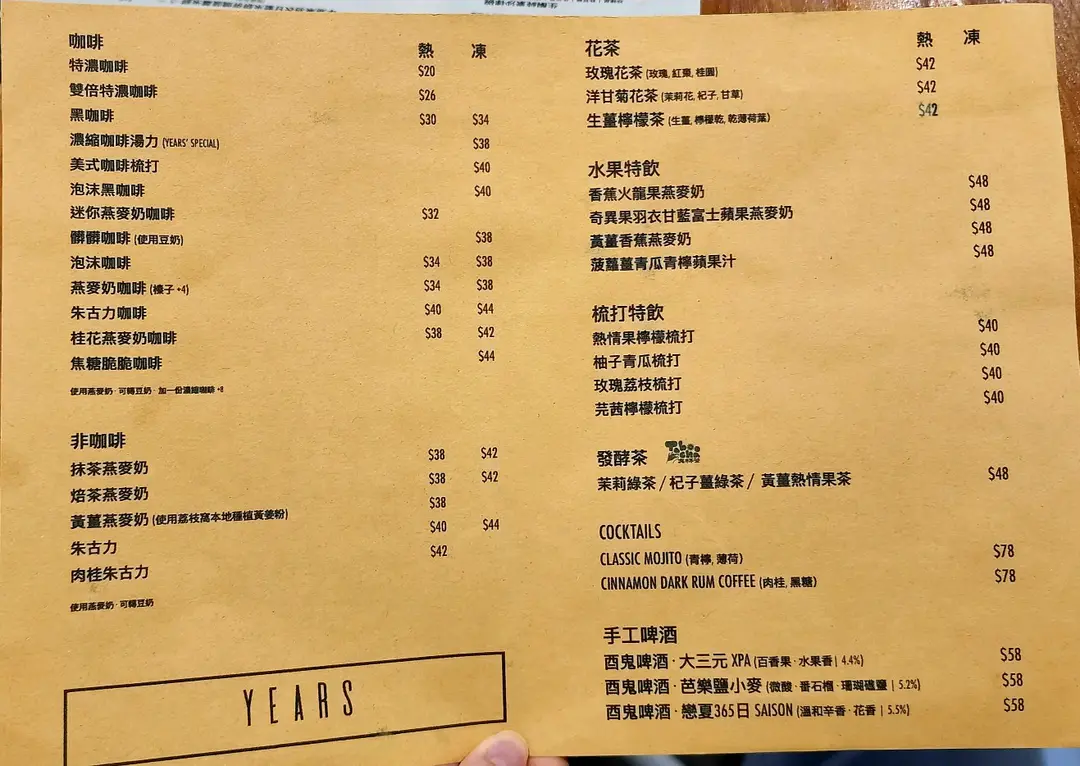 咖啡 熱 凍
特濃咖啡 $20
雙倍特濃咖啡 $26
黑咖啡 $30 $34
濃縮咖啡湯力 (YEARS' SPECIAL) $38
美式咖啡梳打 $40
泡沫黑咖啡 $40
迷你燕麥奶咖啡 $32
髒髒咖啡 (使用豆奶) $38
泡沫咖啡 $34 $38
燕麥奶咖啡 (榛子 +4) $34 $38
朱古力咖啡 $40 $44
桂花燕麥奶咖啡 $38 $42
焦糖脆脆咖啡 $44
使用燕麥奶 · 可轉豆奶 · 加一份濃縮咖啡 +8
非咖啡
抹茶燕麥奶 $38 $42
焙茶燕麥奶 $38 $42
黃薑燕麥奶 (使用荔枝窩本地種植黃姜粉) $38
朱古力 $40 $44
肉桂朱古力 $42
使用燕麥奶 · 可轉豆奶
YEARS
花茶 熱 凍
玫瑰花茶 (玫瑰, 紅棗, 桂圓) $42
洋甘菊花茶 (茉莉花, 杞子, 甘草) $42
生薑檸檬茶 (生薑, 檸檬乾, 乾薄荷葉) $42
水果特飲
香蕉火龍果燕麥奶 $48
奇異果羽衣甘藍富士蘋果燕麥奶 $48
黃薑香蕉燕麥奶 $48
菠蘿薑青瓜青檸蘋果汁 $48
梳打特飲
熱情果檸檬梳打 $40
柚子青瓜梳打 $40
玫瑰荔枝梳打 $40
芫茜檸檬梳打 $40
發酵茶 Taboocha
茉莉綠茶 / 杞子薑綠茶 / 黃薑熱情果茶 $48
COCKTAILS
CLASSIC MOJITO (青檸, 薄荷) $78
CINNAMON DARK RUM COFFEE (肉桂, 黑糖) $78
手工啤酒
酉鬼啤酒 · 大三元 XPA (百香果 · 水果香 | 4.4%) $58
酉鬼啤酒 · 芭樂鹽小麥 (微酸 · 番石榴 · 珊瑚礁鹽 | 5.2%) $58
酉鬼啤酒 · 戀夏365日 SAISON (溫和辛香 · 花香 | 5.5%) $58